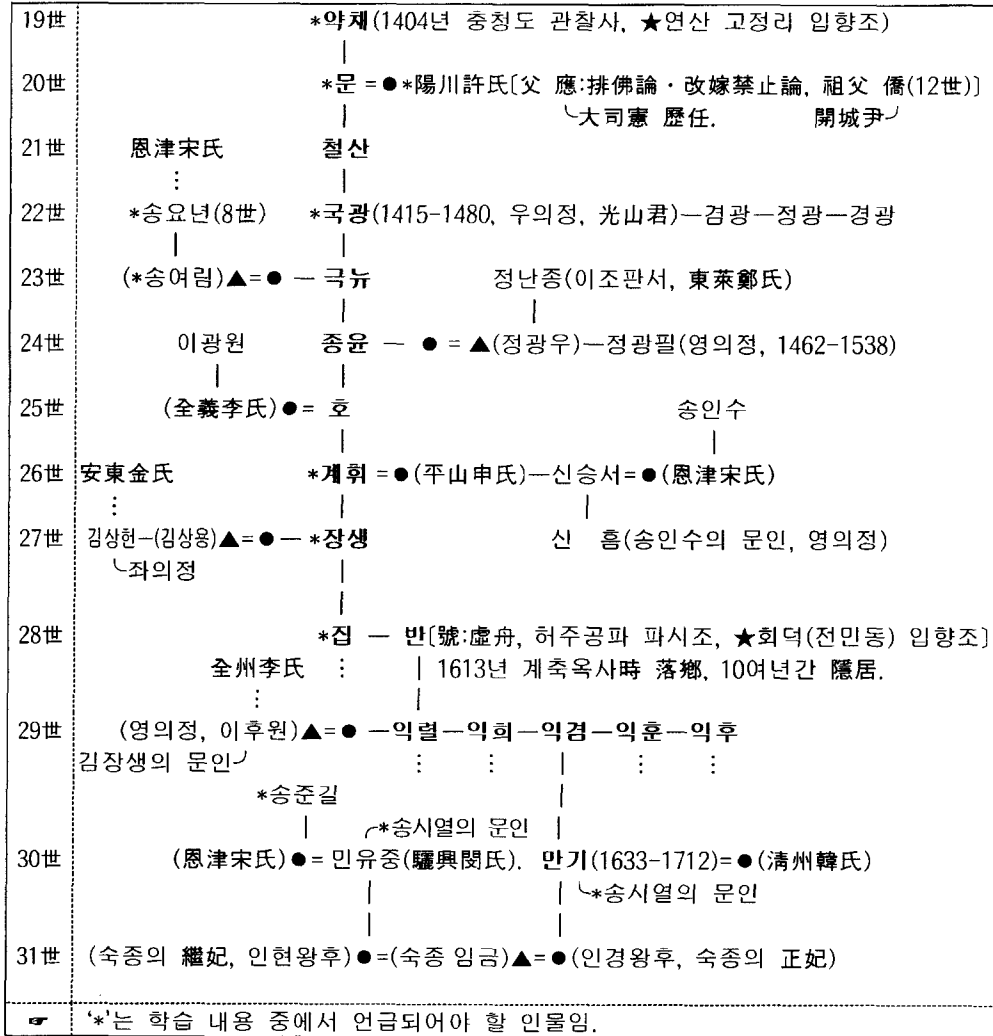 19世 *약채(1404년 충청도 관찰사, ★연산 고정리 입향조)
20世 *문=●*陽川許氏〔父 應:排佛論·改嫁禁止論, 祖父 僑(12世)〕
└大司憲 歷任. 開城尹┘
21世 恩津宋氏 철산
22世 *송요년(8世) *국광(1415-1480, 우의정, 光山君)—겸광—정광—경광
23世 (*송여림)▲=● — 극뉴 정난종(이조판서, 東萊鄭氏)
24世 이광원 종윤 — ● = ▲(정광우)—정광필(영의정, 1462-1538)
25世 (全義李氏)●= 호 송인수
26世 安東金氏 *계휘=●(平山申氏)—신승서=●(恩津宋氏)
27世 김상헌—(김상용)▲=●— *장생 신 흠(송인수의 문인, 영의정)
└좌의정
28世 *집 — 반〔號:虛舟, 허주공파 파시조, ★회덕(전민동) 입향조〕
全州李氏 1613년 계축옥사時 落鄕, 10여년간 隱居.
29世 (영의정, 이후원)▲=● —익렬—익희—익겸—익훈—익후
김장생의 문인┘
*송준길
┌*송시열의 문인
30世 (恩津宋氏)●= 민유중(驪興閔氏). 만기(1633-1712)=●(淸州韓氏)
└*송시열의 문인
31世 (숙종의 繼妃, 인현왕후)●=(숙종 임금)▲=●(인경왕후, 숙종의 正妃)
☞ '*'는 학습 내용 중에서 언급되어야 할 인물임.